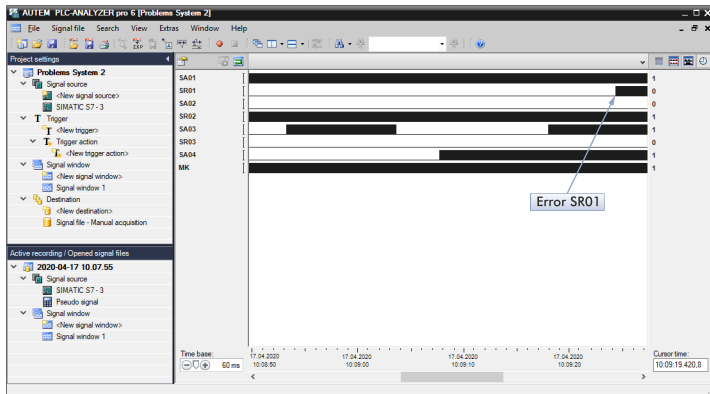 AUTEM PLC-ANALYZER pro 6 [Problems System 2]
File Signal file Search View Extras Window Help
Project settings
Problems System 2
Signal source
<New signal source>
SIMATIC S7 - 3
Trigger
<New trigger>
Trigger action
<New trigger action>
Signal window
<New signal window>
Signal window 1
Destination
<New destination>
Signal file - Manual acquisition
Active recording / Opened signal files
2020-04-17 10.07.55
Signal source
SIMATIC S7 - 3
Pseudo signal
Signal window
<New signal window>
Signal window 1
SA01 1
SR01 0
SA02 0
SR02 1
SA03 1
SR03 0
SA04 1
MK 1
Error SR01
Time base:
60 ms
17.04.2020 17.04.2020 17.04.2020 17.04.2020
10:08:50 10:09:00 10:09:10 10:09:20
Cursor time:
10:09:19.420,8